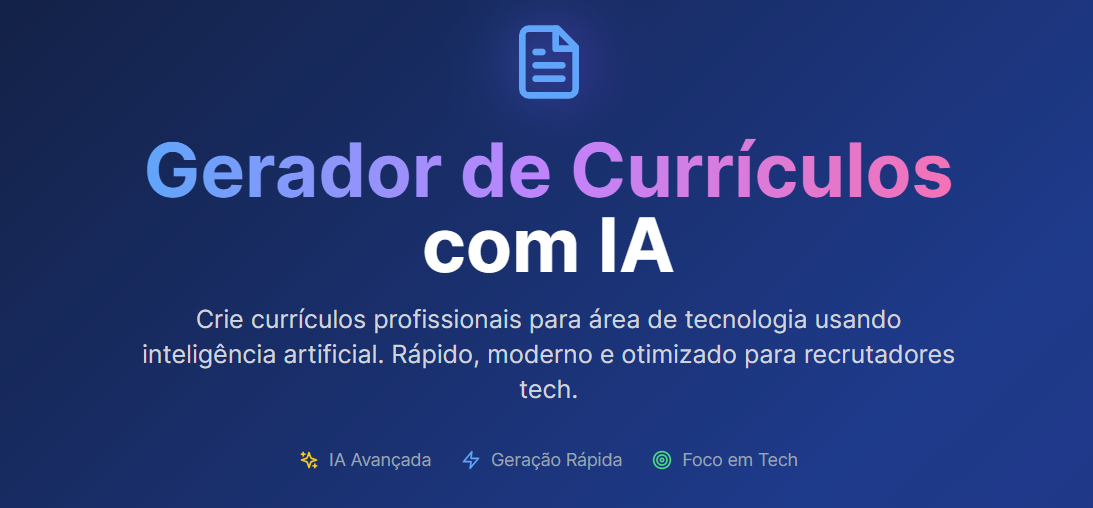 Gerador de Currículos
com IA
Crie currículos profissionais para área de tecnologia usando
inteligência artificial. Rápido, moderno e otimizado para recrutadores
tech.
IA Avançada Geração Rápida Foco em Tech